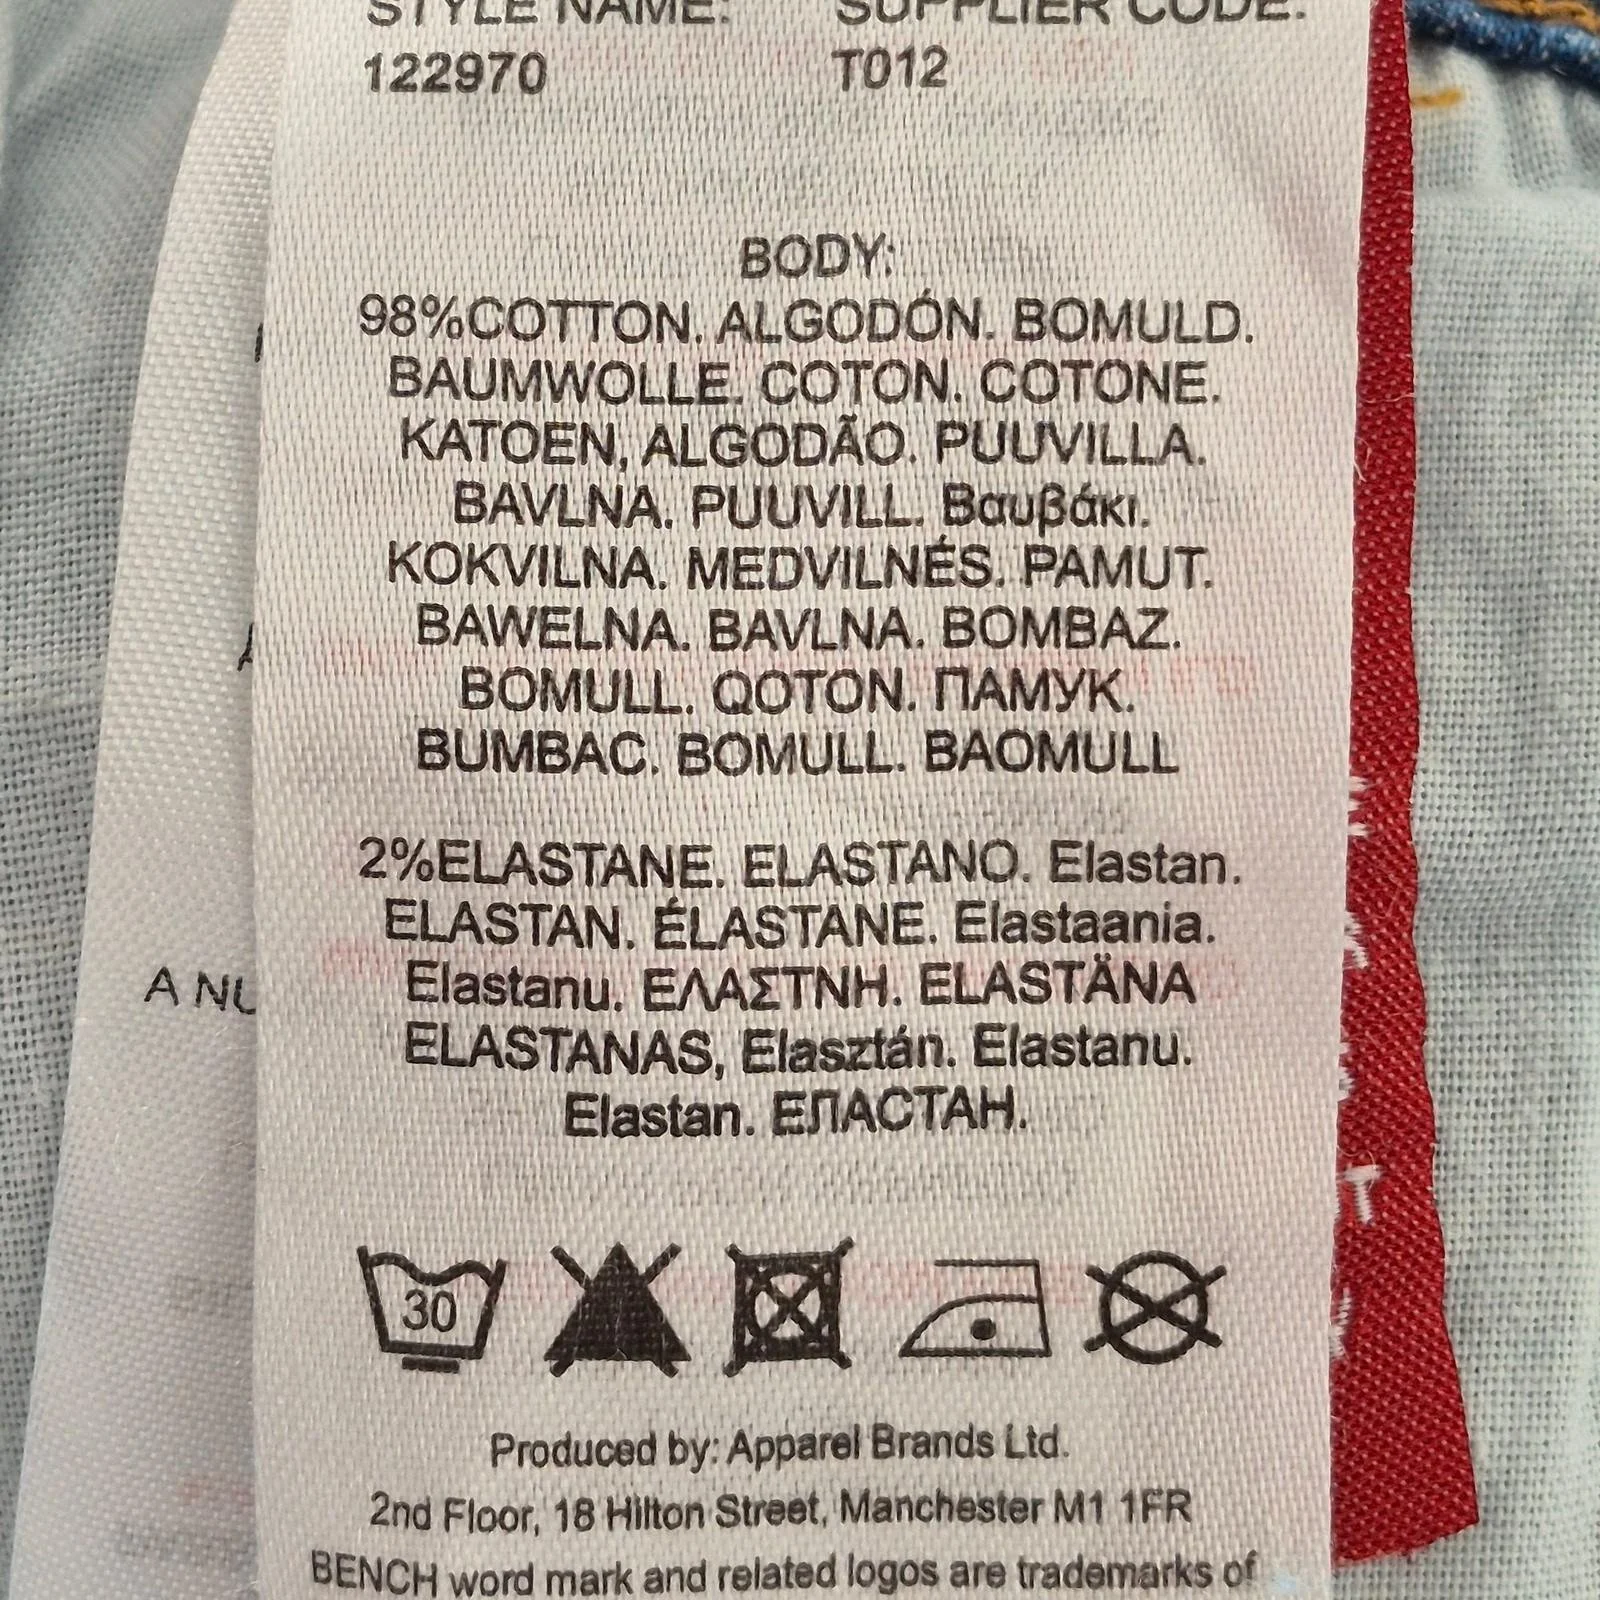 STYLE NAME: SUPPLIER CODE:
122970 T012
BODY:
98%COTTON. ALGODÓN. BOMULD.
BAUMWOLLE. COTON. COTONE.
KATOEN, ALGODÃO. PUUVILLA.
BAVLNA. PUUVILL. Βαυβάκι.
KOKVILNA. MEDVILNÉS. PAMUT.
BAWELNA. BAVLNA. BOMBAZ.
BOMULL. QOTON. ПАМУК.
BUMBAC. BOMULL. BAOMULL
2%ELASTANE. ELASTANO. Elastan.
ELASTAN. ÉLASTANE. Elastaania.
Elastanu. ΕΛΑΣΤΝΗ. ELASTÄNA
ELASTANAS, Elasztán. Elastanu.
Elastan. ЕЛАСТАН.
30
Produced by: Apparel Brands Ltd.
2nd Floor, 18 Hilton Street, Manchester M1 1FR
BENCH word mark and related logos are trademarks of
A
T